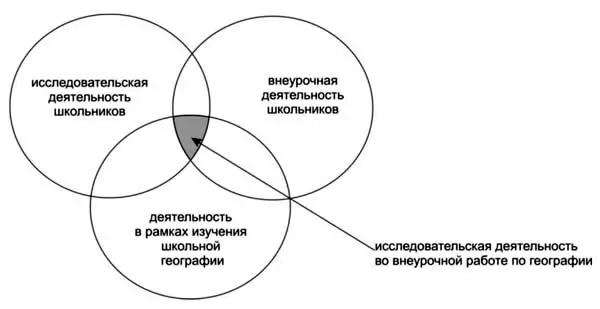 исследовательская
деятельность
школьников
внеурочная
деятельность
школьников
деятельность
в рамках изучения
школьной
географии
исследовательская деятельность
во внеурочной работе по географии